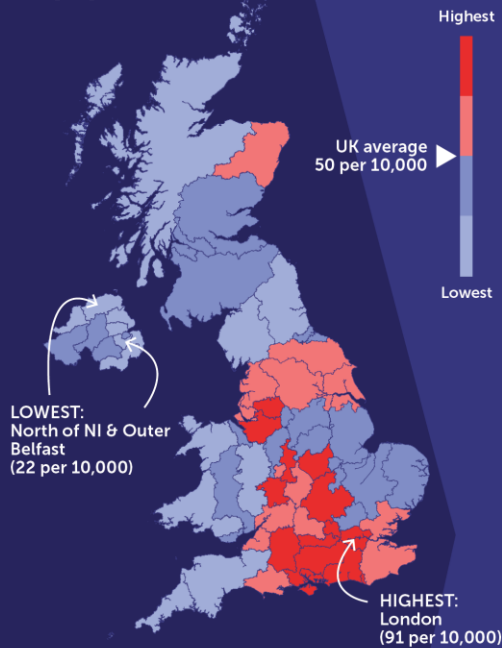 Highest
UK average
50 per 10,000
Lowest
LOWEST:
North of NI & Outer
Belfast
(22 per 10,000)
HIGHEST:
London
(91 per 10,000)